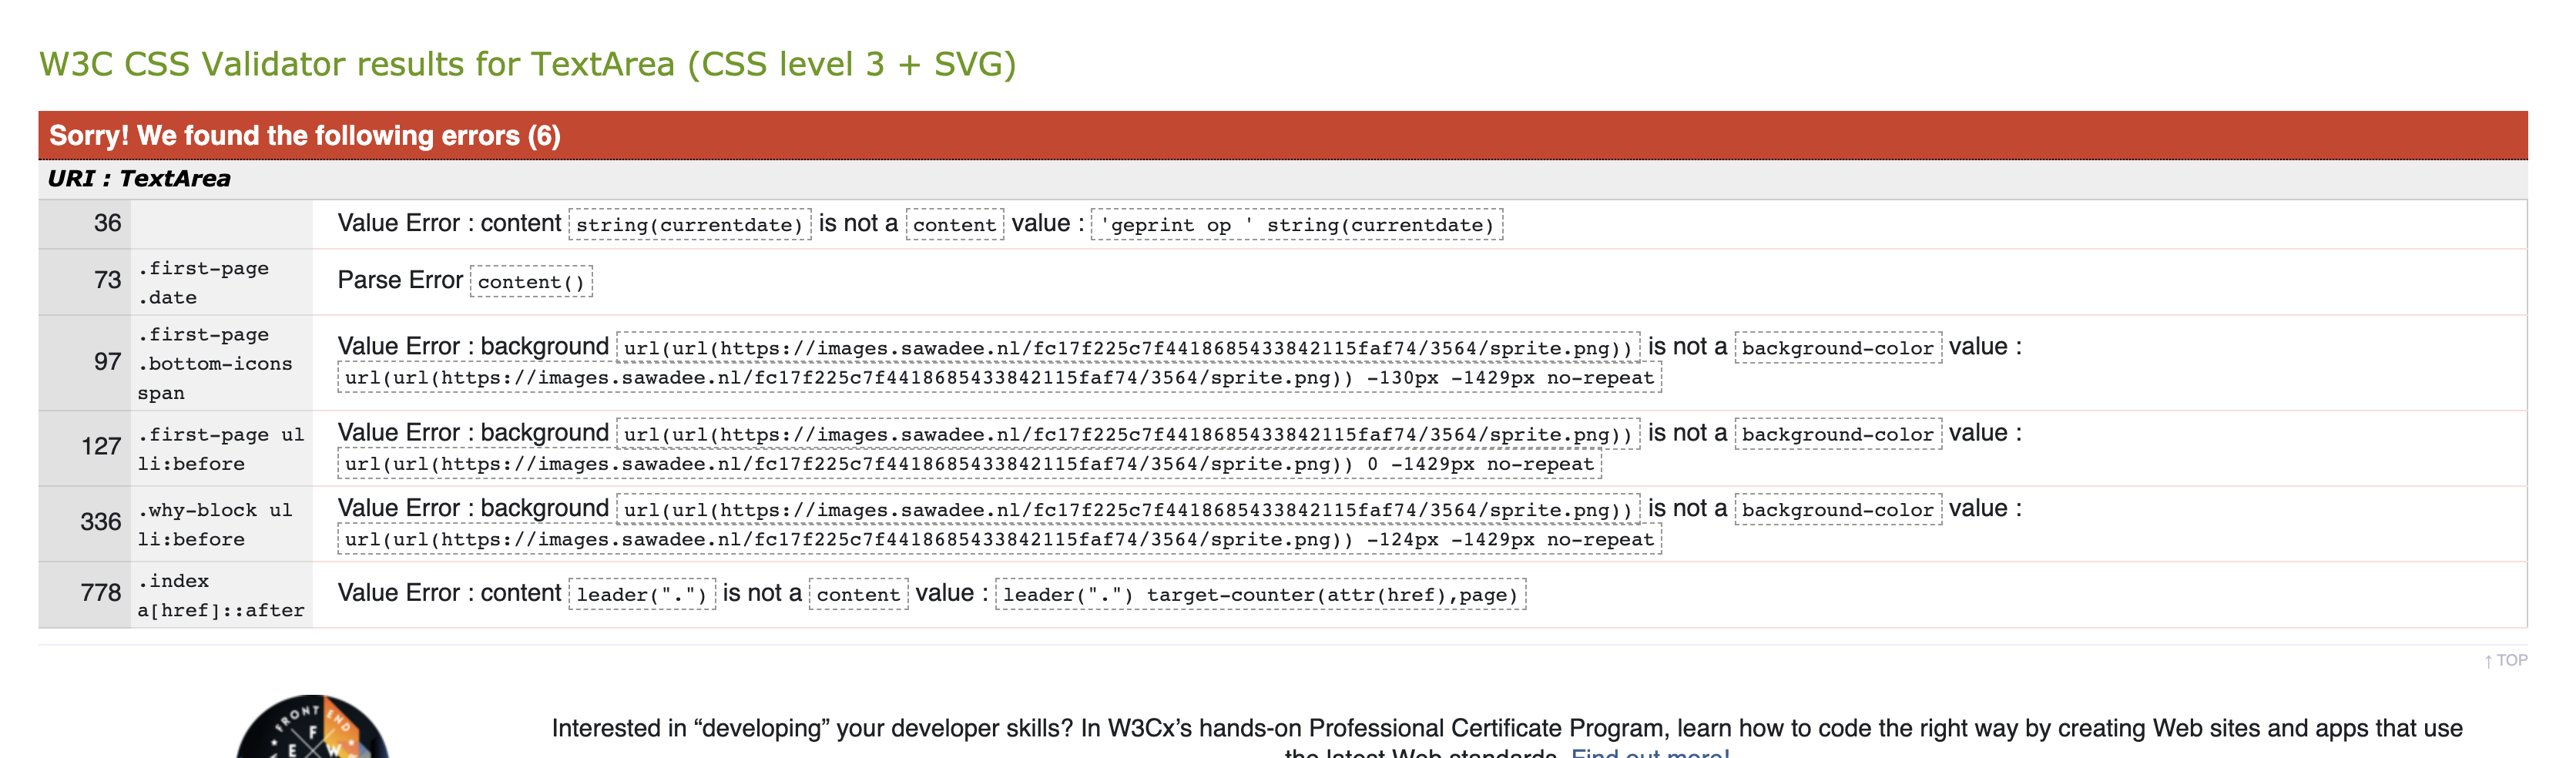 W3C CSS Validator results for TextArea (CSS level 3 + SVG)
Sorry! We found the following errors (6)
URI : TextArea
36 Value Error : content string(currentdate) is not a content value : 'geprint op ' string(currentdate)
73 .first-page .date Parse Error content()
97 .first-page .bottom-icons span Value Error : background url(url(https://images.sawadee.nl/fc17f225c7f4418685433842115faf74/3564/sprite.png)) is not a background-color value :
url(url(https://images.sawadee.nl/fc17f225c7f4418685433842115faf74/3564/sprite.png)) -130px -1429px no-repeat
127 .first-page ul li:before Value Error : background url(url(https://images.sawadee.nl/fc17f225c7f4418685433842115faf74/3564/sprite.png)) is not a background-color value :
url(url(https://images.sawadee.nl/fc17f225c7f4418685433842115faf74/3564/sprite.png)) 0 -1429px no-repeat
336 .why-block ul li:before Value Error : background url(url(https://images.sawadee.nl/fc17f225c7f4418685433842115faf74/3564/sprite.png)) is not a background-color value :
url(url(https://images.sawadee.nl/fc17f225c7f4418685433842115faf74/3564/sprite.png)) -124px -1429px no-repeat
778 .index a[href]::after Value Error : content leader(".") is not a content value : leader(".") target-counter(attr(href),page)
↑ TOP
FRONT END
F
E W
Interested in “developing” your developer skills? In W3Cx’s hands-on Professional Certificate Program, learn how to code the right way by creating Web sites and apps that use
the latest Web standards. Find out more!